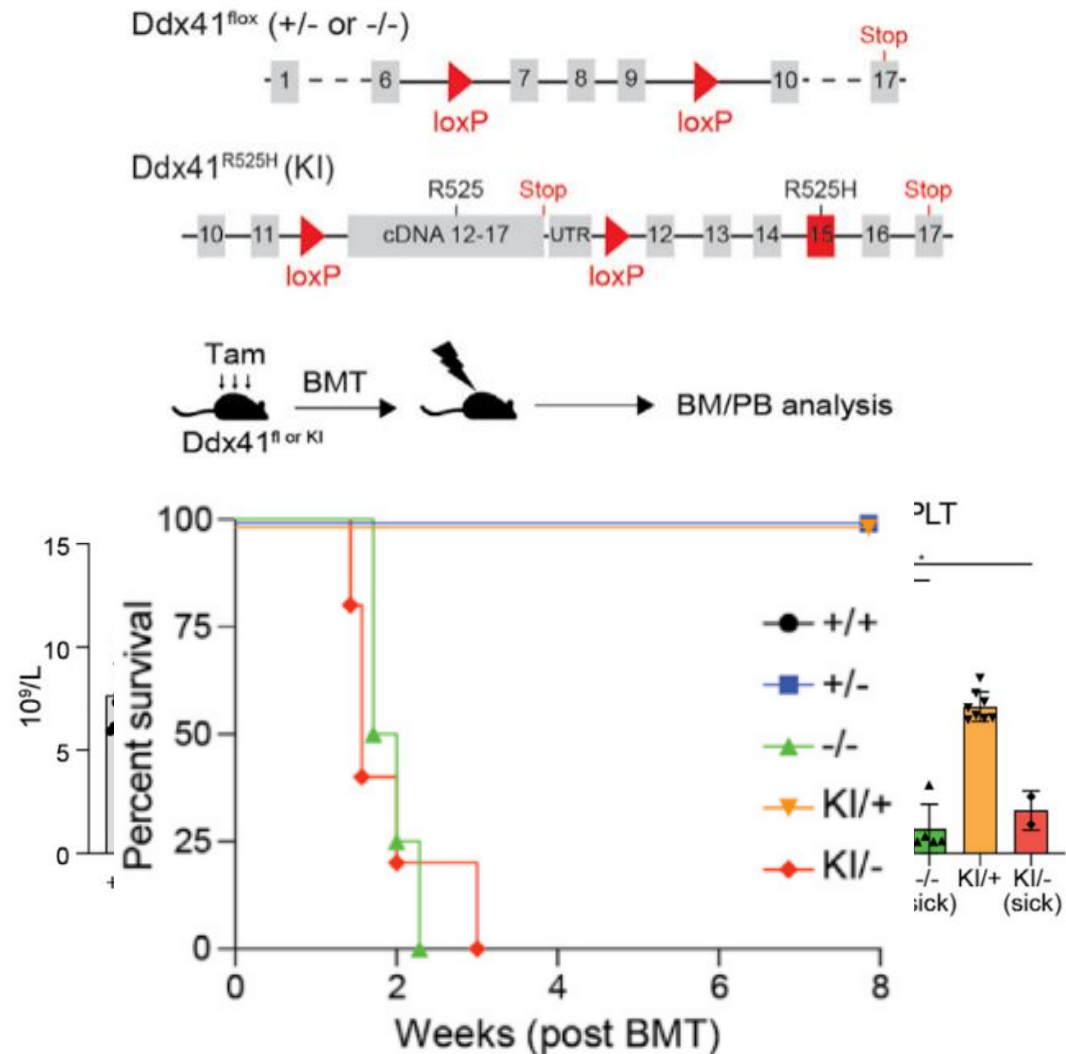 Ddx41flox (+/- or -/-)
Stop
1 6 7 8 9 10 17
loxP loxP
Ddx41R525H (KI)
R525 Stop R525H Stop
10 11 cDNA 12-17 UTR 12 13 14 15 16 17
loxP loxP
Tam
BMT
BM/PB analysis
Ddx41fl or KI
PLT
*
15
10
5
0
10⁹/L
+
100
75
50
25
0
Percent survival
0 2 4 6 8
Weeks (post BMT)
+/+
+/-
-/-
KI/+
KI/-
-/- KI/+ KI/-
sick) (sick)